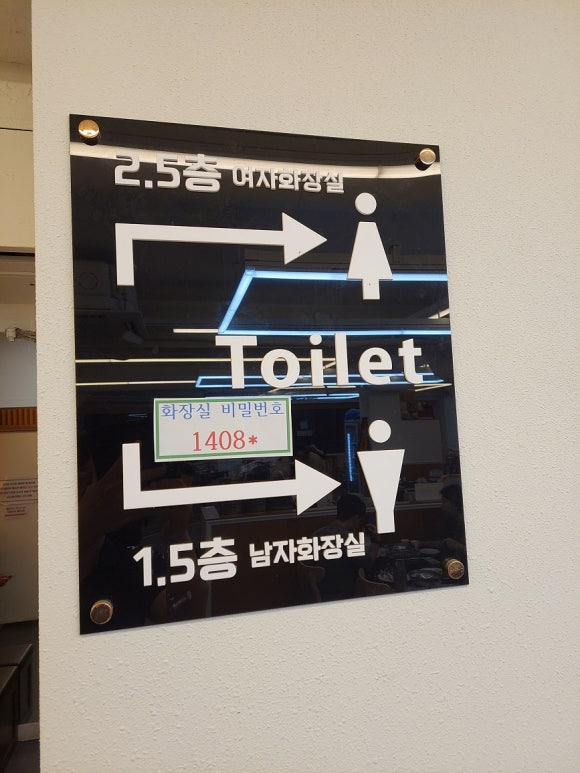 2.5층 여자화장실
Toilet
화장실 비밀번호
1408*
1.5층 남자화장실